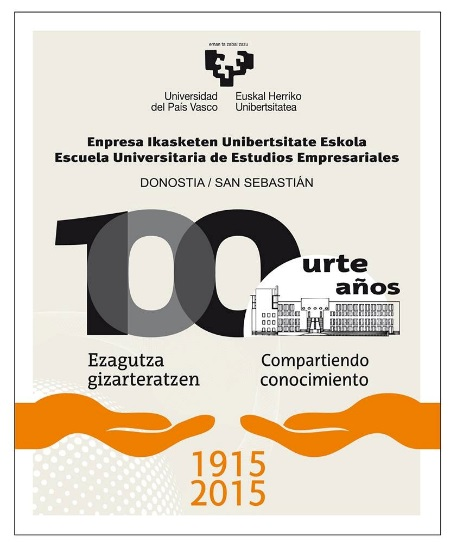 eman ta zabal zazu
Universidad del País Vasco
Euskal Herriko Unibertsitatea
Enpresa Ikasketen Unibertsitate Eskola
Escuela Universitaria de Estudios Empresariales
DONOSTIA / SAN SEBASTIÁN
100
urte
años
Ezagutza
gizarteratzen
Compartiendo
conocimiento
1915
2015